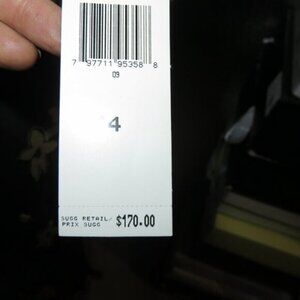 7 97711 95358 8
09
4
SUGG RETAIL/
PRIX SUGG $170.00